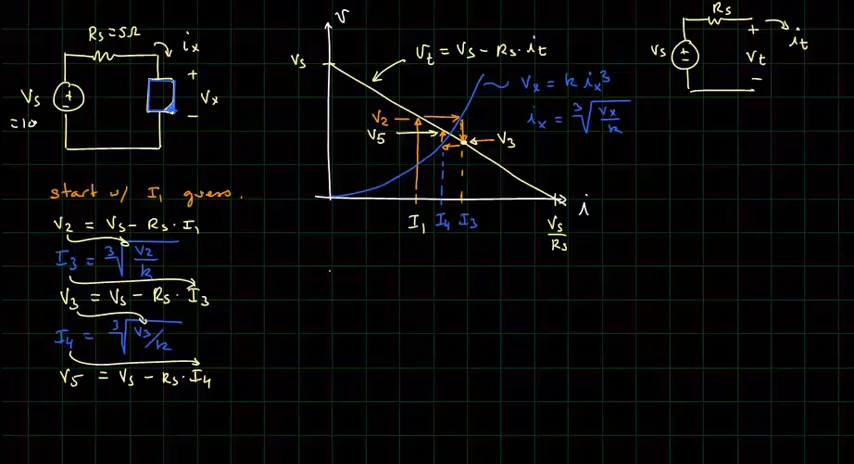 Rs = 5Ω
ix
+
Vs
+
−
= 10
Vx
−
start w/ I1 guess.
V2 = Vs − Rs · I1
I3 = ∛(V2/k)
V3 = Vs − Rs · I3
I4 = ∛(V3/k)
V5 = Vs − Rs · I4
V
Vs
Vt = Vs − Rs · it
Vx = k ix³
ix = ∛(Vx/k)
V2
V5
V3
I1
I4
I3
Vs/Rs
i
Rs
it
Vs
+
−
+
Vt
−